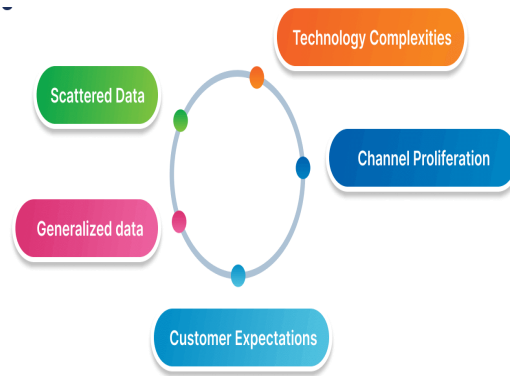 Technology Complexities
Scattered Data
Channel Proliferation
Generalized data
Customer Expectations